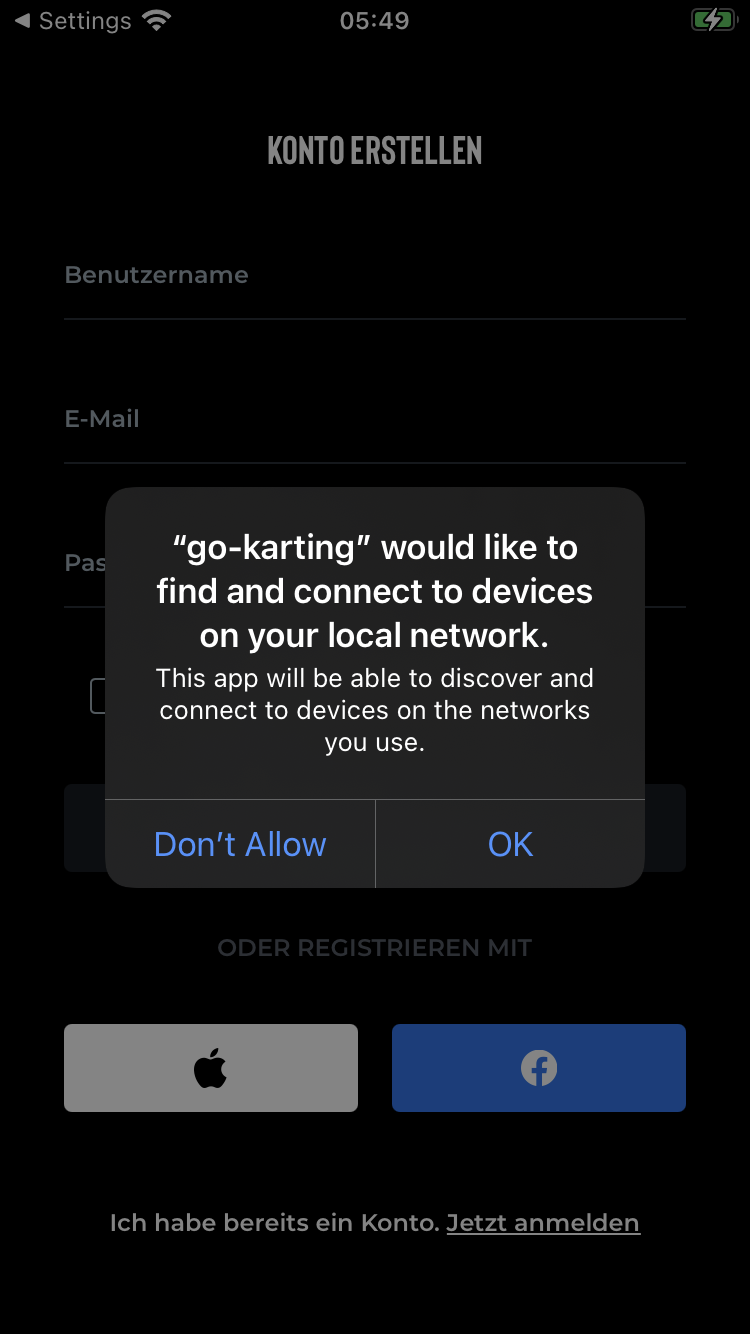 Settings
05:49
KONTO ERSTELLEN
Benutzername
E-Mail
Pas
“go-karting” would like to
find and connect to devices
on your local network.
This app will be able to discover and
connect to devices on the networks
you use.
Don’t Allow
OK
ODER REGISTRIEREN MIT
Ich habe bereits ein Konto. Jetzt anmelden